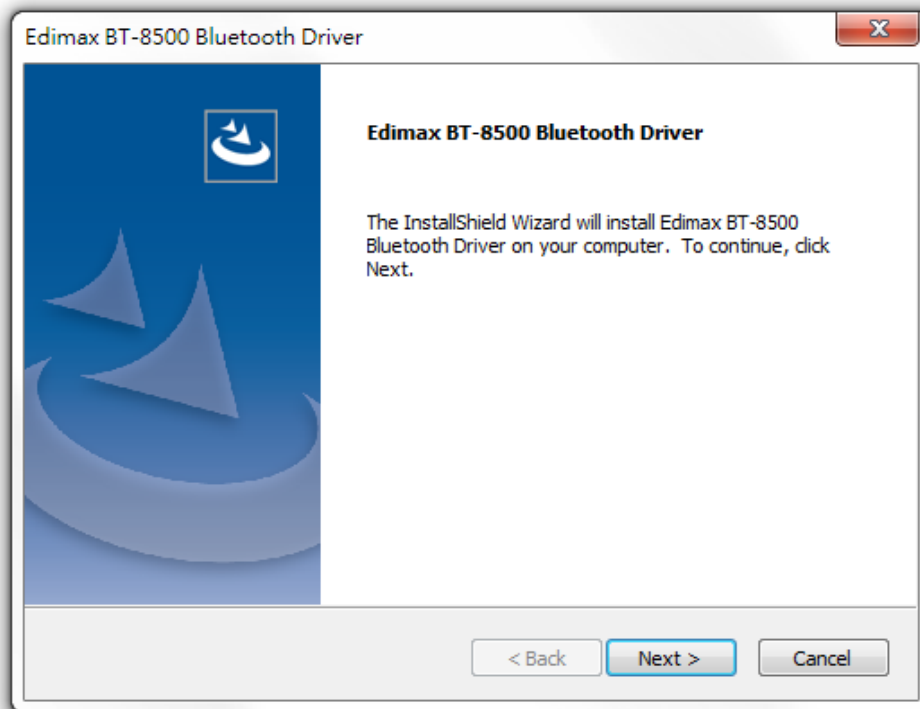 Edimax BT-8500 Bluetooth Driver
Edimax BT-8500 Bluetooth Driver
The InstallShield Wizard will install Edimax BT-8500
Bluetooth Driver on your computer.  To continue, click
Next.
< Back
Next >
Cancel